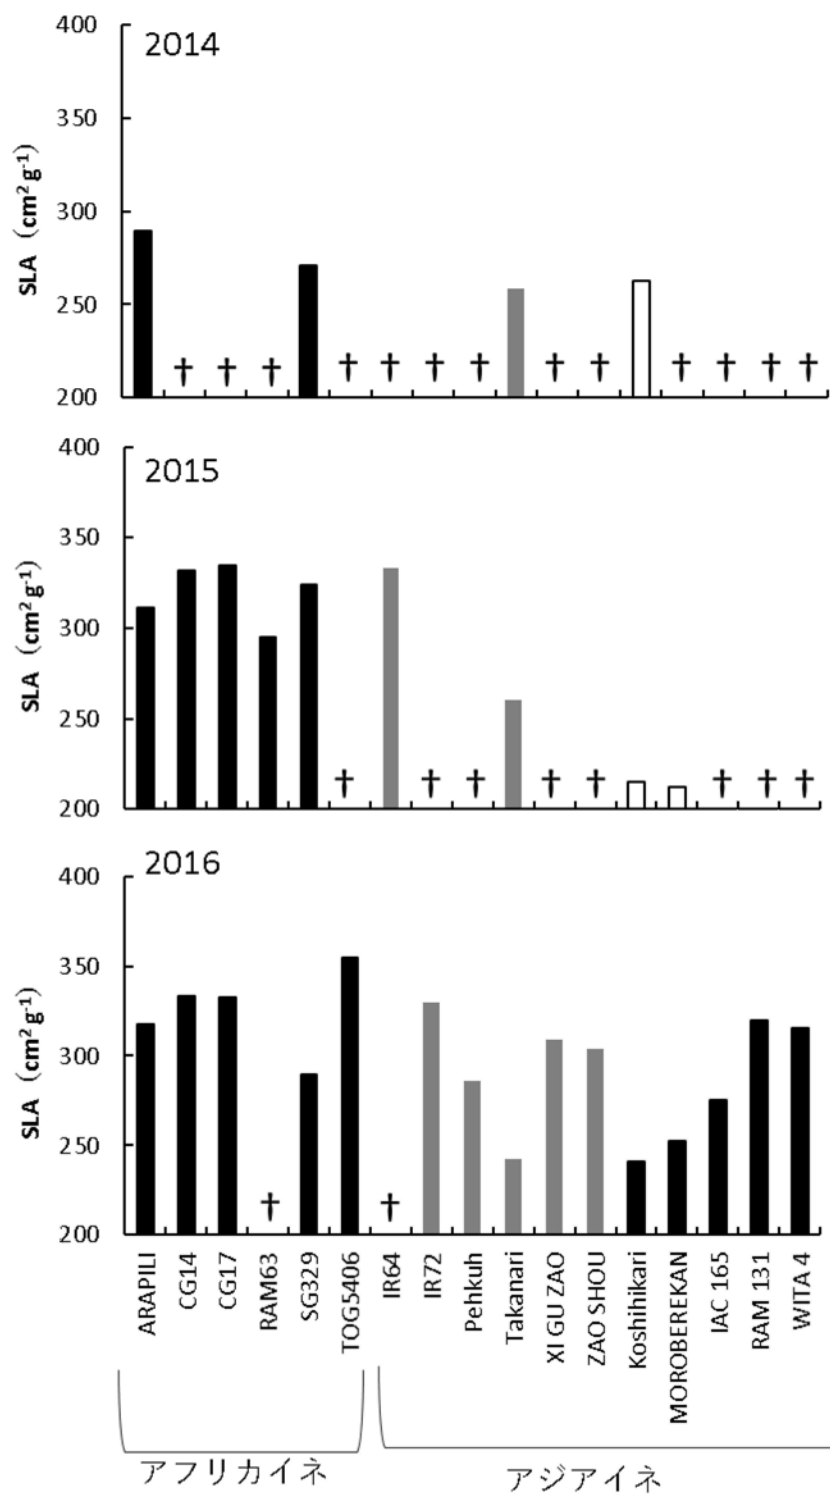 400
2014
350
300
250
200
SLA (cm² g⁻¹)
† † † † † † † † † † † † †
400
2015
350
300
250
200
SLA (cm² g⁻¹)
† † † † † † † †
400
2016
350
300
250
200
SLA (cm² g⁻¹)
† †
ARAPILI
CG14
CG17
RAM63
SG329
TOG5406
IR64
IR72
Pehkuh
Takanari
XI GU ZAO
ZAO SHOU
Koshihikari
MOROBEREKAN
IAC 165
RAM 131
WITA 4
アフリカイネ
アジアイネ